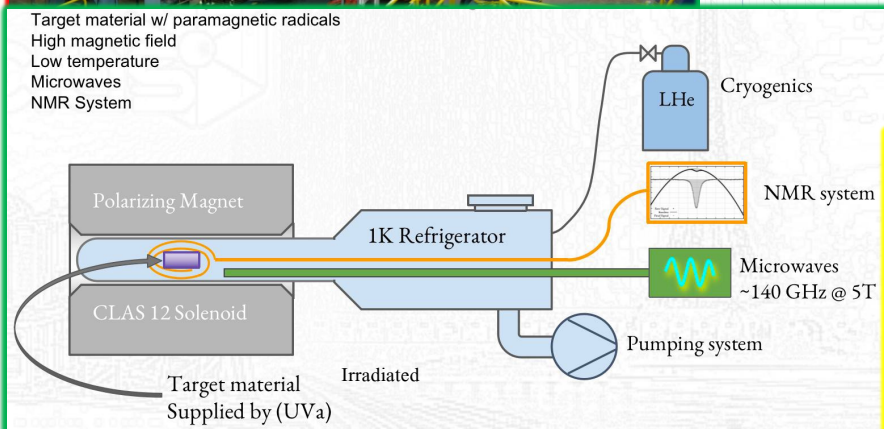 Target material w/ paramagnetic radicals
High magnetic field
Low temperature
Microwaves
NMR System
LHe
Cryogenics
Polarizing Magnet
NMR system
1K Refrigerator
Microwaves
~140 GHz @ 5T
CLAS 12 Solenoid
Pumping system
Irradiated
Target material
Supplied by (UVa)